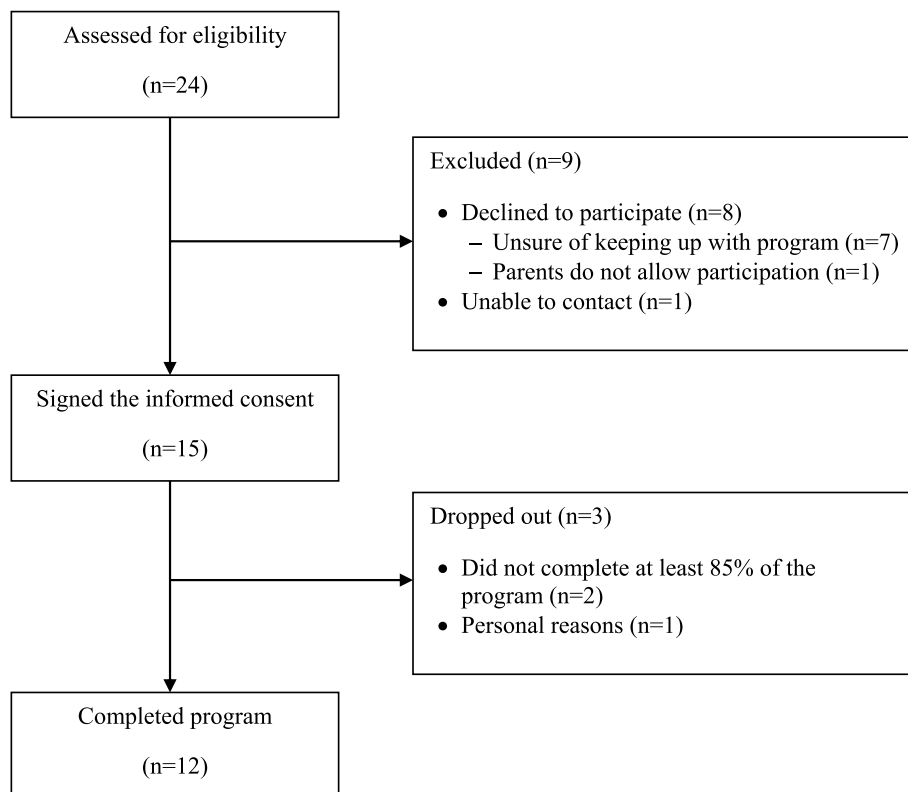 Assessed for eligibility
(n=24)
Excluded (n=9)
• Declined to participate (n=8)
– Unsure of keeping up with program (n=7)
– Parents do not allow participation (n=1)
• Unable to contact (n=1)
Signed the informed consent
(n=15)
Dropped out (n=3)
• Did not complete at least 85% of the
program (n=2)
• Personal reasons (n=1)
Completed program
(n=12)